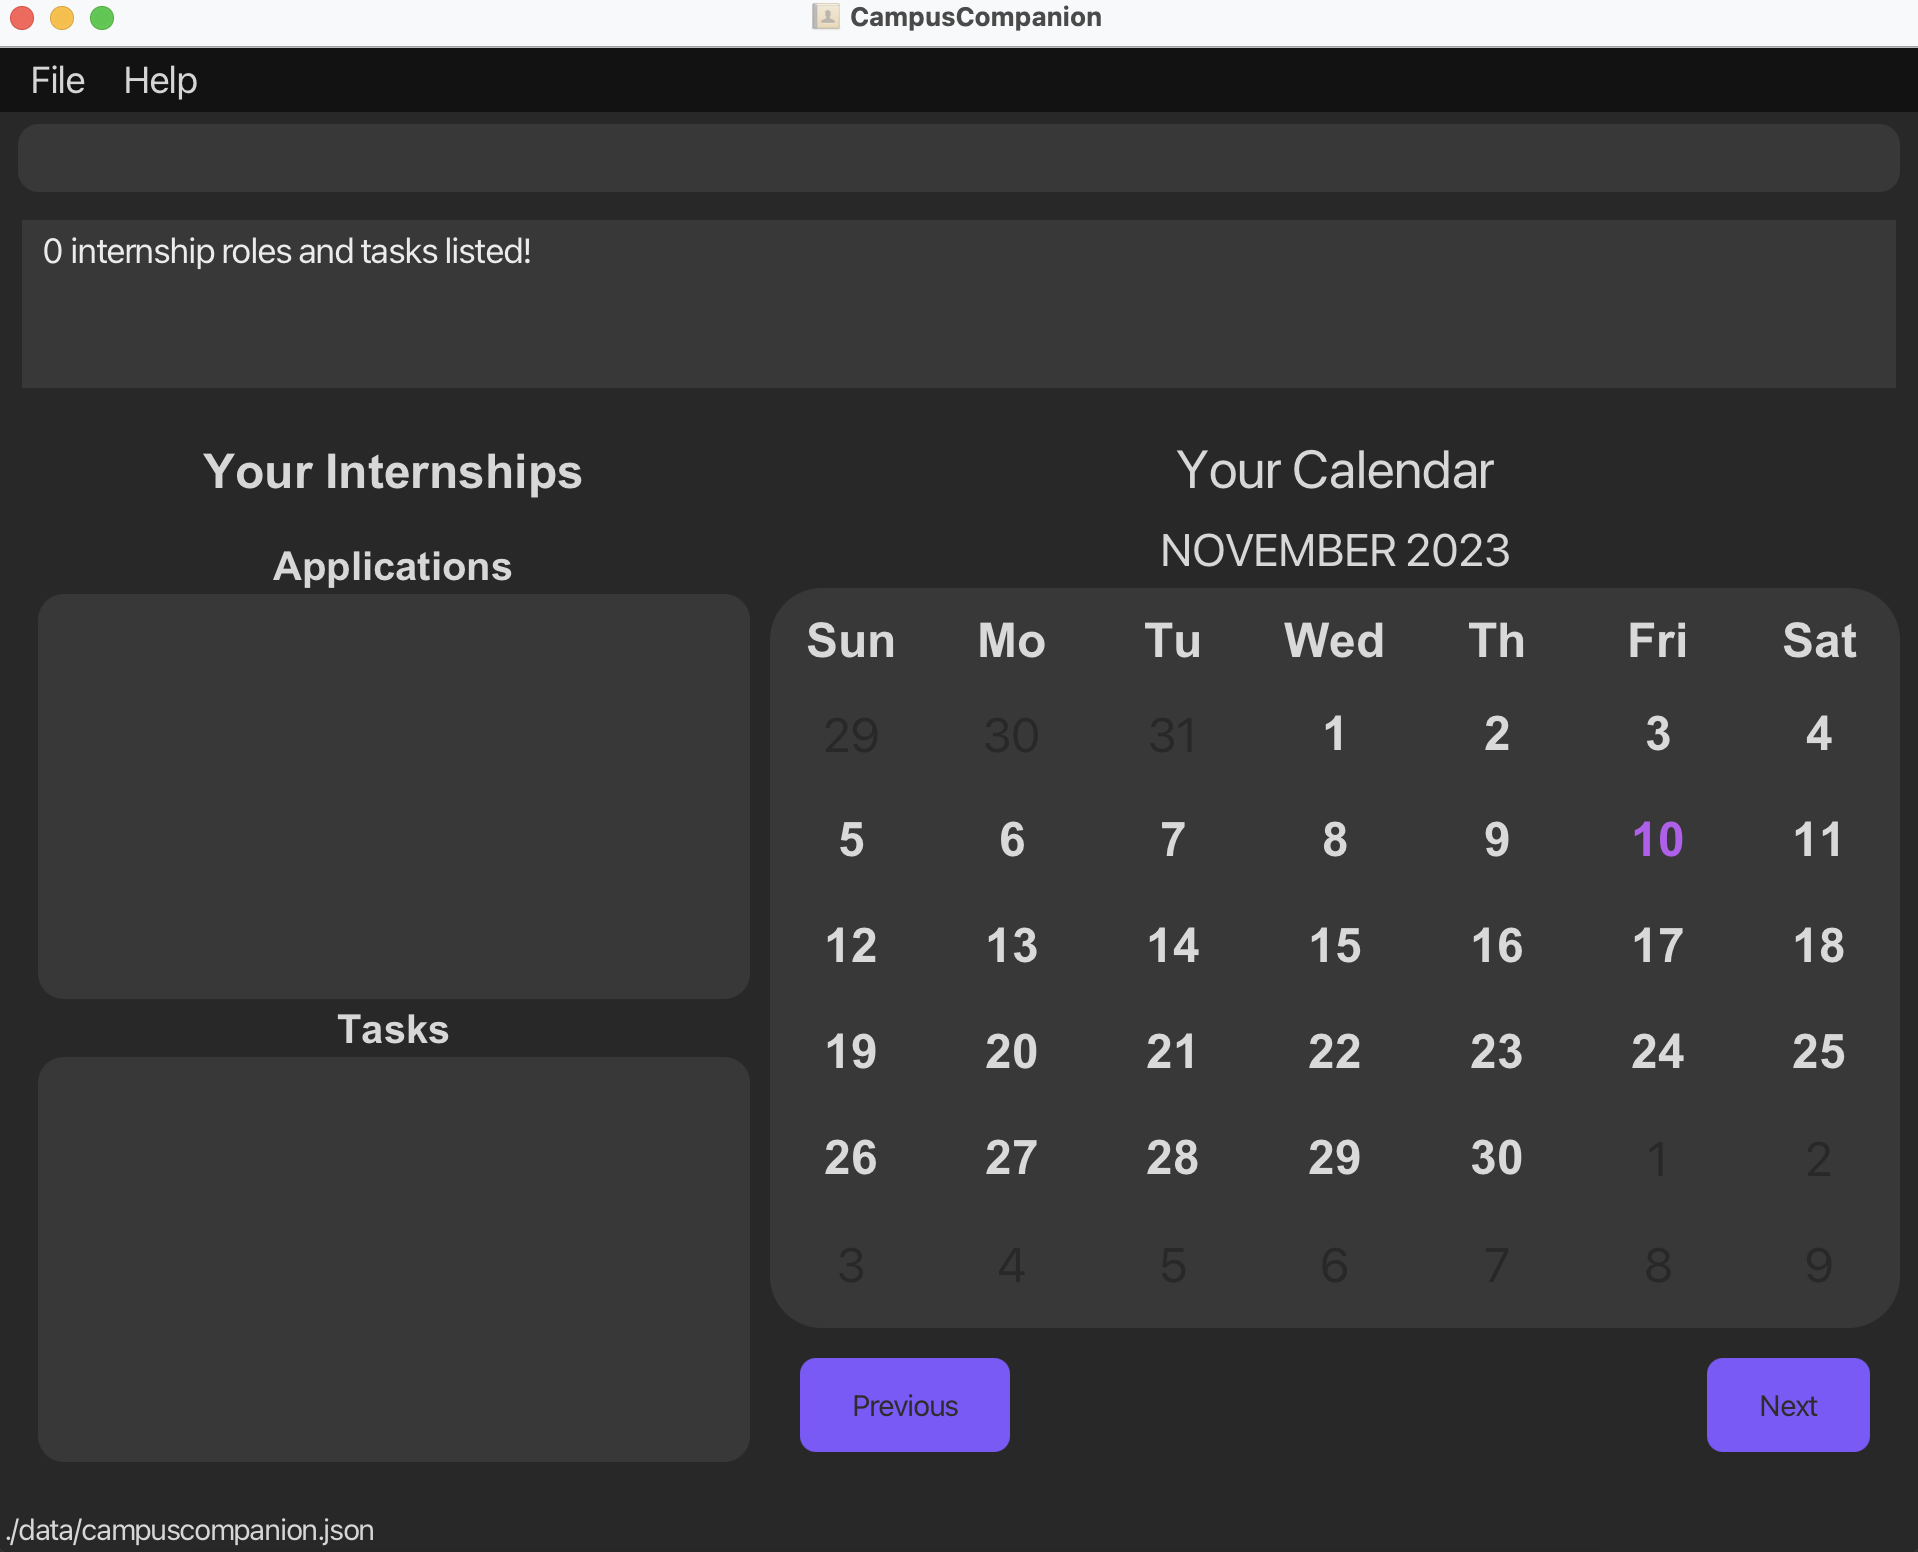 CampusCompanion
File Help
0 internship roles and tasks listed!
Your Internships
Applications
Tasks
Your Calendar
NOVEMBER 2023
Sun Mo Tu Wed Th Fri Sat
29 30 31 1 2 3 4
5 6 7 8 9 10 11
12 13 14 15 16 17 18
19 20 21 22 23 24 25
26 27 28 29 30 1 2
3 4 5 6 7 8 9
Previous Next
./data/campuscompanion.json